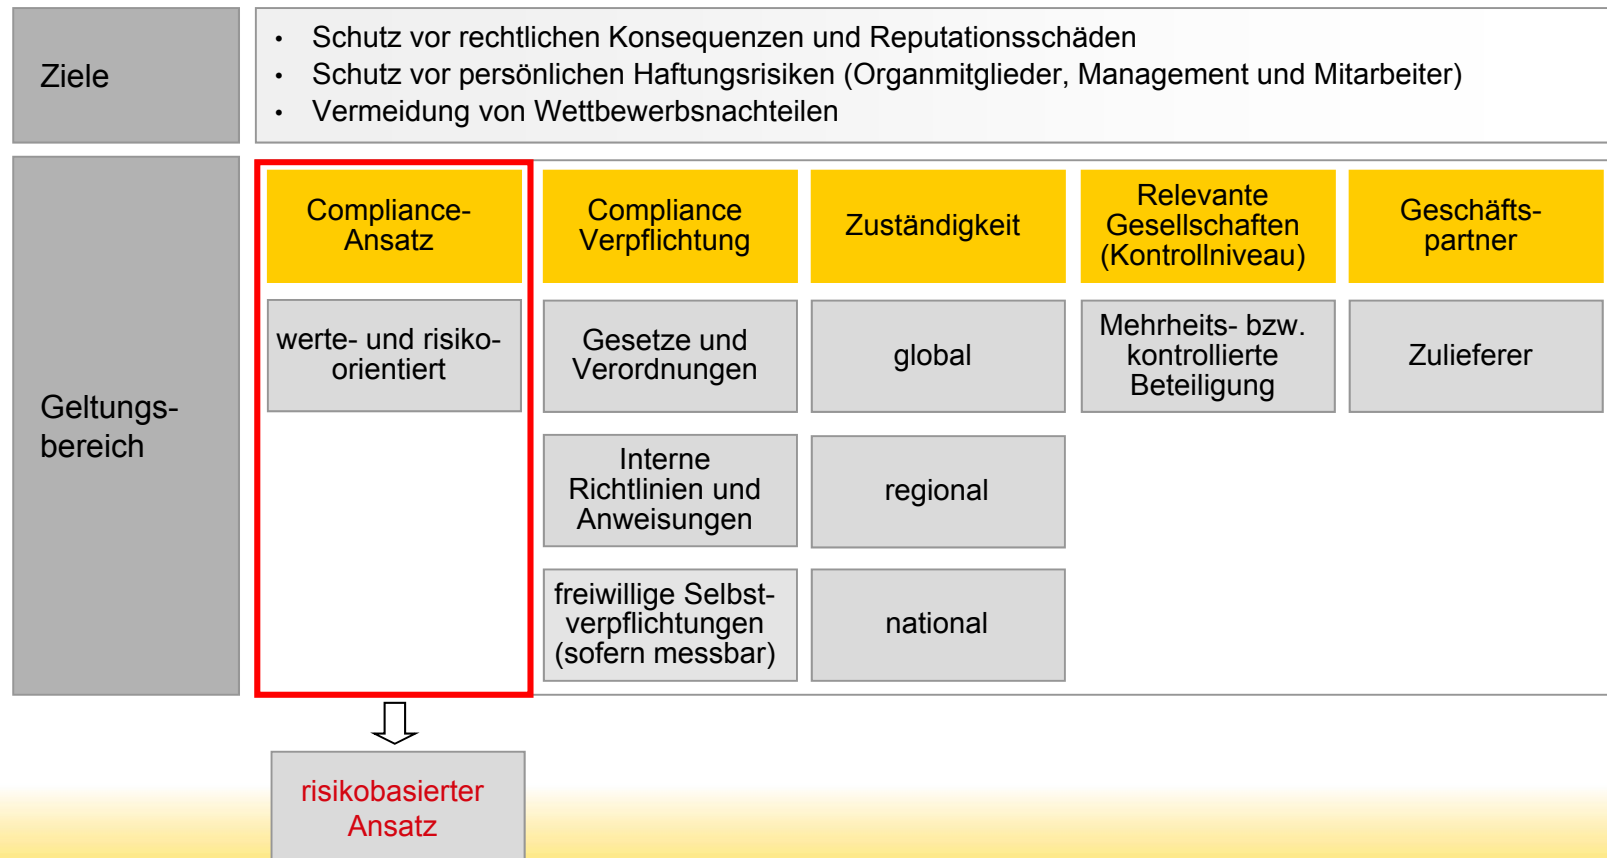 Ziele
• Schutz vor rechtlichen Konsequenzen und Reputationsschäden
• Schutz vor persönlichen Haftungsrisiken (Organmitglieder, Management und Mitarbeiter)
• Vermeidung von Wettbewerbsnachteilen
Geltungs-
bereich
Compliance-
Ansatz
werte- und risiko-
orientiert
Compliance
Verpflichtung
Gesetze und
Verordnungen
Interne
Richtlinien und
Anweisungen
freiwillige Selbst-
verpflichtungen
(sofern messbar)
Zuständigkeit
global
regional
national
Relevante
Gesellschaften
(Kontrollniveau)
Mehrheits- bzw.
kontrollierte
Beteiligung
Geschäfts-
partner
Zulieferer
risikobasierter
Ansatz